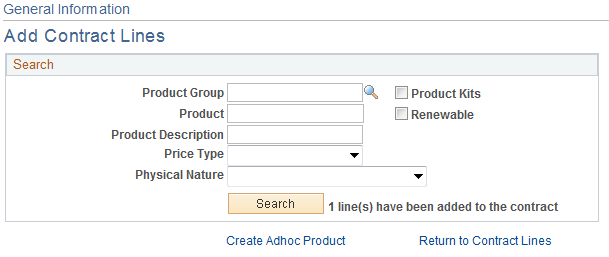 General Information
Add Contract Lines
Search
Product Group
Product Kits
Product
Renewable
Product Description
Price Type
Physical Nature
Search
1 line(s) have been added to the contract
Create Adhoc Product
Return to Contract Lines